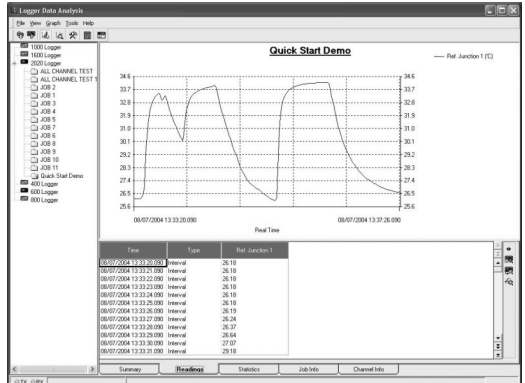 Logger Data Analysis
File View Graph Tools Help
1000 Logger
1600 Logger
2020 Logger
ALL CHANNEL TEST
ALL CHANNEL TEST 1
JOB 2
JOB 1
JOB 3
JOB 4
JOB 5
JOB 7
JOB 6
JOB 8
JOB 9
JOB 10
JOB 11
Quick Start Demo
400 Logger
600 Logger
800 Logger
Quick Start Demo
Ref. Junction 1 (°C)
34.6 34.6
33.7 33.7
32.8 32.8
31.9 31.9
31.0 31.0
30.1 30.1
29.2 29.2
28.3 28.3
27.4 27.4
26.5 26.5
25.6 25.6
08/07/2004 13:33:20.090 08/07/2004 13:37:26.090
Real Time
Time Type Ref. Junction 1
08/07/2004 13:33:20.090 Interval 26.18
08/07/2004 13:33:21.090 Interval 26.18
08/07/2004 13:33:22.090 Interval 26.18
08/07/2004 13:33:23.090 Interval 26.18
08/07/2004 13:33:24.090 Interval 26.18
08/07/2004 13:33:25.090 Interval 26.18
08/07/2004 13:33:26.090 Interval 26.19
08/07/2004 13:33:27.090 Interval 26.24
08/07/2004 13:33:28.090 Interval 26.37
08/07/2004 13:33:29.090 Interval 26.64
08/07/2004 13:33:30.090 Interval 27.07
08/07/2004 13:33:31.090 Interval 29.18
Summary Readings Statistics Job Info Channel Info